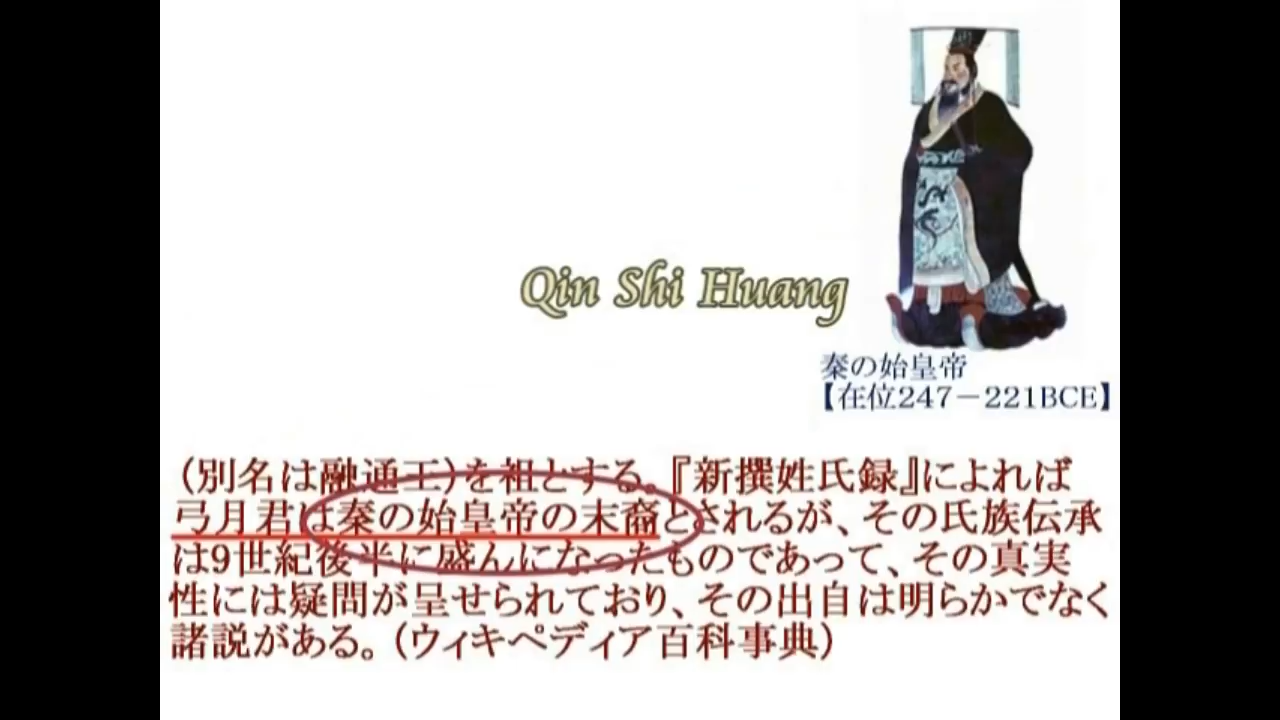 Qin Shi Huang
秦の始皇帝
【在位247－221BCE】
（別名は融通王）を祖とする。『新撰姓氏録』によれば
弓月君は秦の始皇帝の末裔とされるが、その氏族伝承
は9世紀後半に盛んになったものであって、その真実
性には疑問が呈せられており、その出自は明らかでなく
諸説がある。（ウィキペディア百科事典）